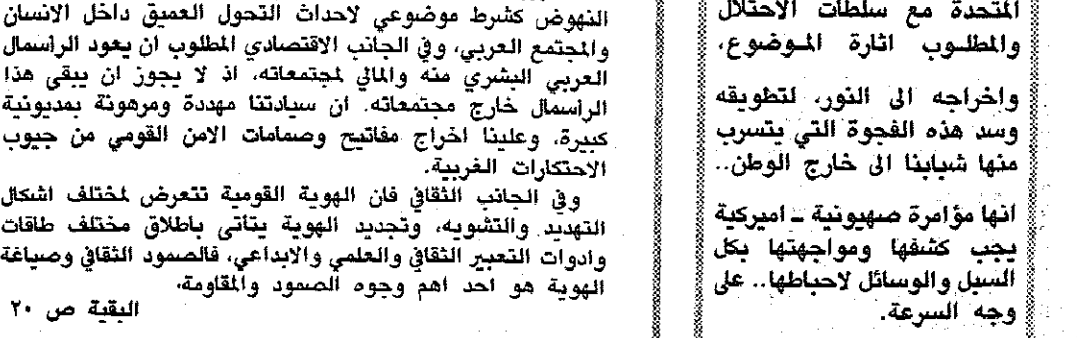 المتحدة مع سلطات الاحتلال
والمطلوب اثارة الموضوع،
واخراجه الى النور، لتطويقه
وسد هذه الفجوة التي يتسرب
منها شبابنا الى خارج الوطن..
انها مؤامرة صهيونية ـ اميركية
يجب كشفها ومواجهتها بكل
السبل والوسائل لاحباطها.. على
وجه السرعة.
النهوض كشرط موضوعي لاحداث التحول العميق داخل الانسان
والمجتمع العربي، وفي الجانب الاقتصادي المطلوب ان يعود الراسمال
العربي البشري منه والمالي لمجتمعاته، اذ لا يجوز ان يبقى هذا
الراسمال خارج مجتمعاته. ان سيادتنا مهددة ومرهونة بمديونية
كبيرة، وعلينا اخراج مفاتيح وصمامات الامن القومي من جيوب
الاحتكارات الغربية.
وفي الجانب الثقافي فان الهوية القومية تتعرض لمختلف اشكال
التهديد والتشويه، وتجديد الهوية يتأتى باطلاق مختلف طاقات
وادوات التعبير الثقافي والعلمي والابداعي، فالصمود الثقافي وصياغة
الهوية هو احد اهم وجوه الصمود والمقاومة،
البقية ص ٢٠